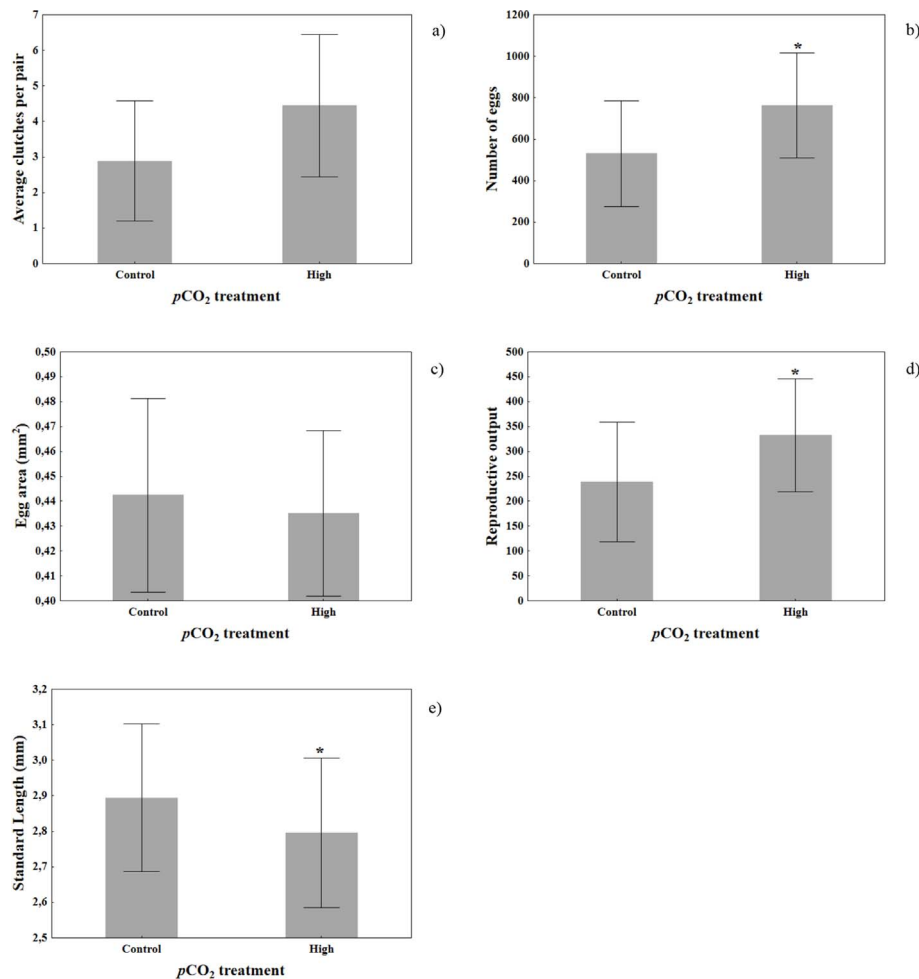 7
6
5
4
3
2
1
0
Average clutches per pair
Control
High
pCO₂ treatment
a)
1200
1000
800
600
400
200
0
Number of eggs
*
Control
High
pCO₂ treatment
b)
0,50
0,49
0,48
0,47
0,46
0,45
0,44
0,43
0,42
0,41
0,40
Egg area (mm²)
Control
High
pCO₂ treatment
c)
500
450
400
350
300
250
200
150
100
50
0
Reproductive output
*
Control
High
pCO₂ treatment
d)
3,2
3,1
3,0
2,9
2,8
2,7
2,6
2,5
Standard Length (mm)
*
Control
High
pCO₂ treatment
e)